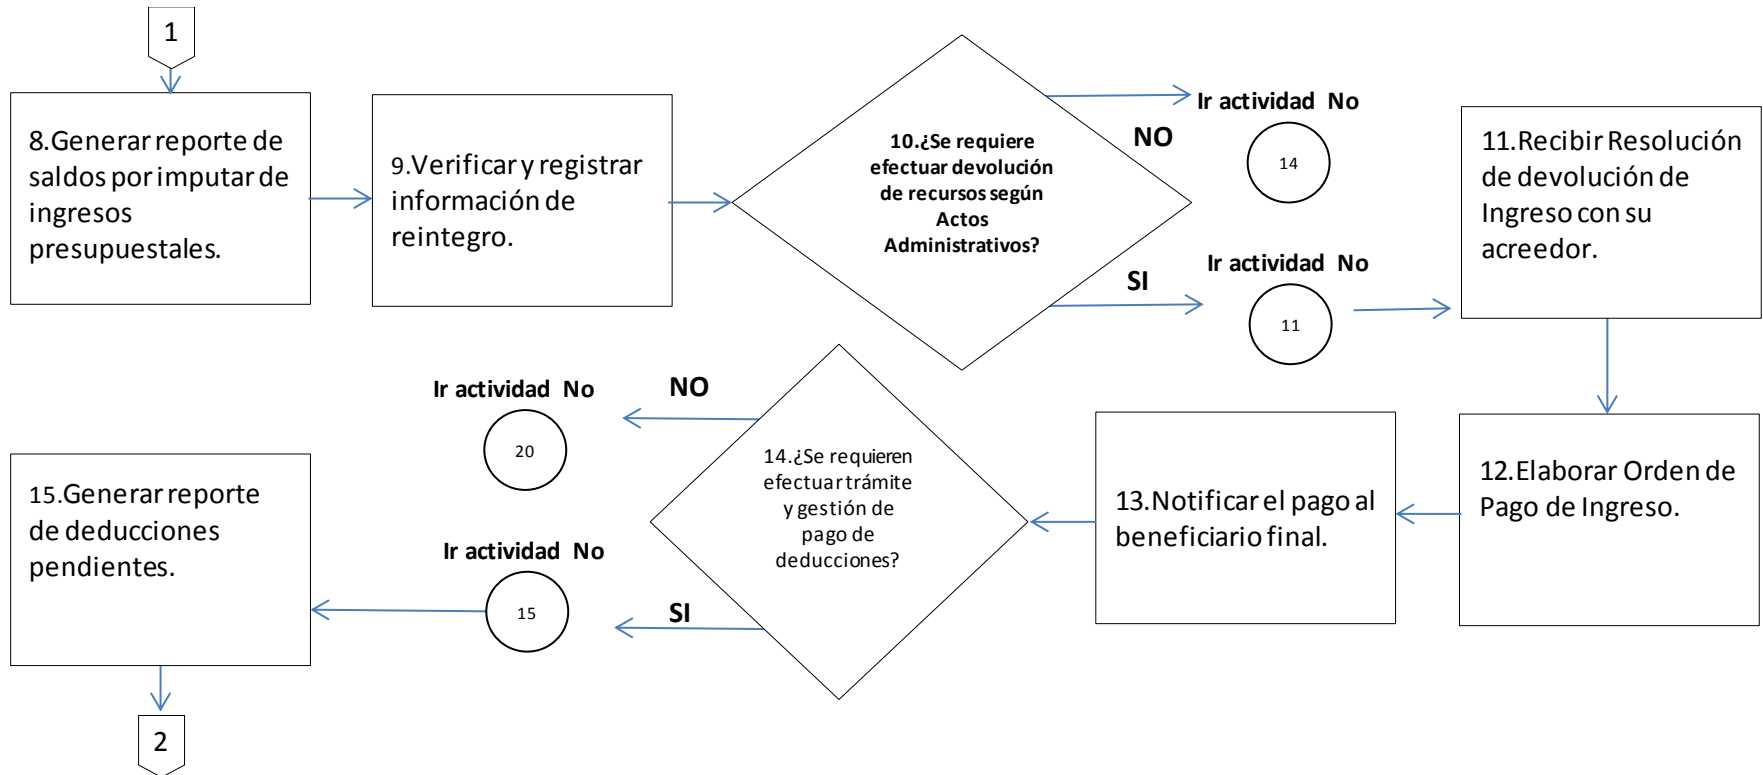 1
8.Generar reporte de
saldos por imputar de
ingresos
presupuestales.
9.Verificar y registrar
información de
reintegro.
10.¿Se requiere
efectuar devolución
de recursos según
Actos
Administrativos?
NO
Ir actividad No
14
SI
Ir actividad No
11
11.Recibir Resolución
de devolución de
Ingreso con su
acreedor.
12.Elaborar Orden de
Pago de Ingreso.
13.Notificar el pago al
beneficiario final.
14.¿Se requieren
efectuar trámite
y gestión de
pago de
deducciones?
NO
Ir actividad No
20
SI
Ir actividad No
15
15.Generar reporte
de deducciones
pendientes.
2